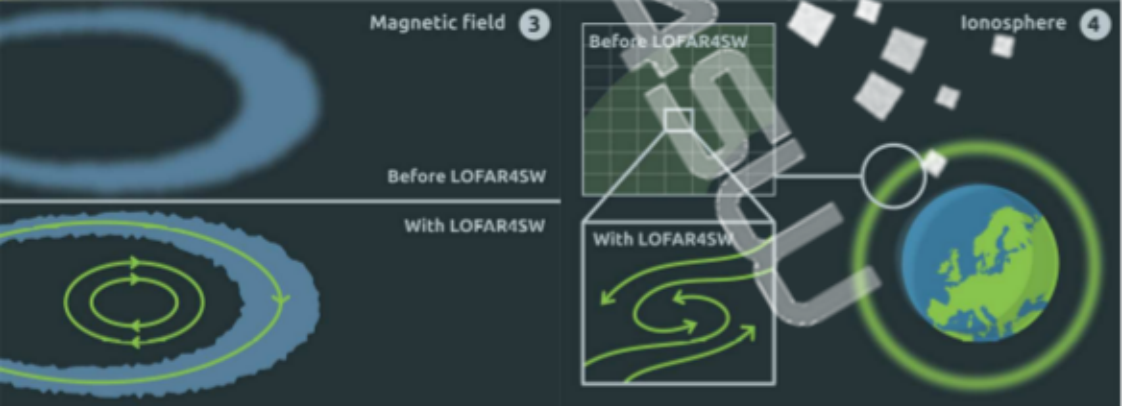 Magnetic field 3
Before LOFAR4SW
With LOFAR4SW
Ionosphere 4
Before LOFAR4SW
With LOFAR4SW